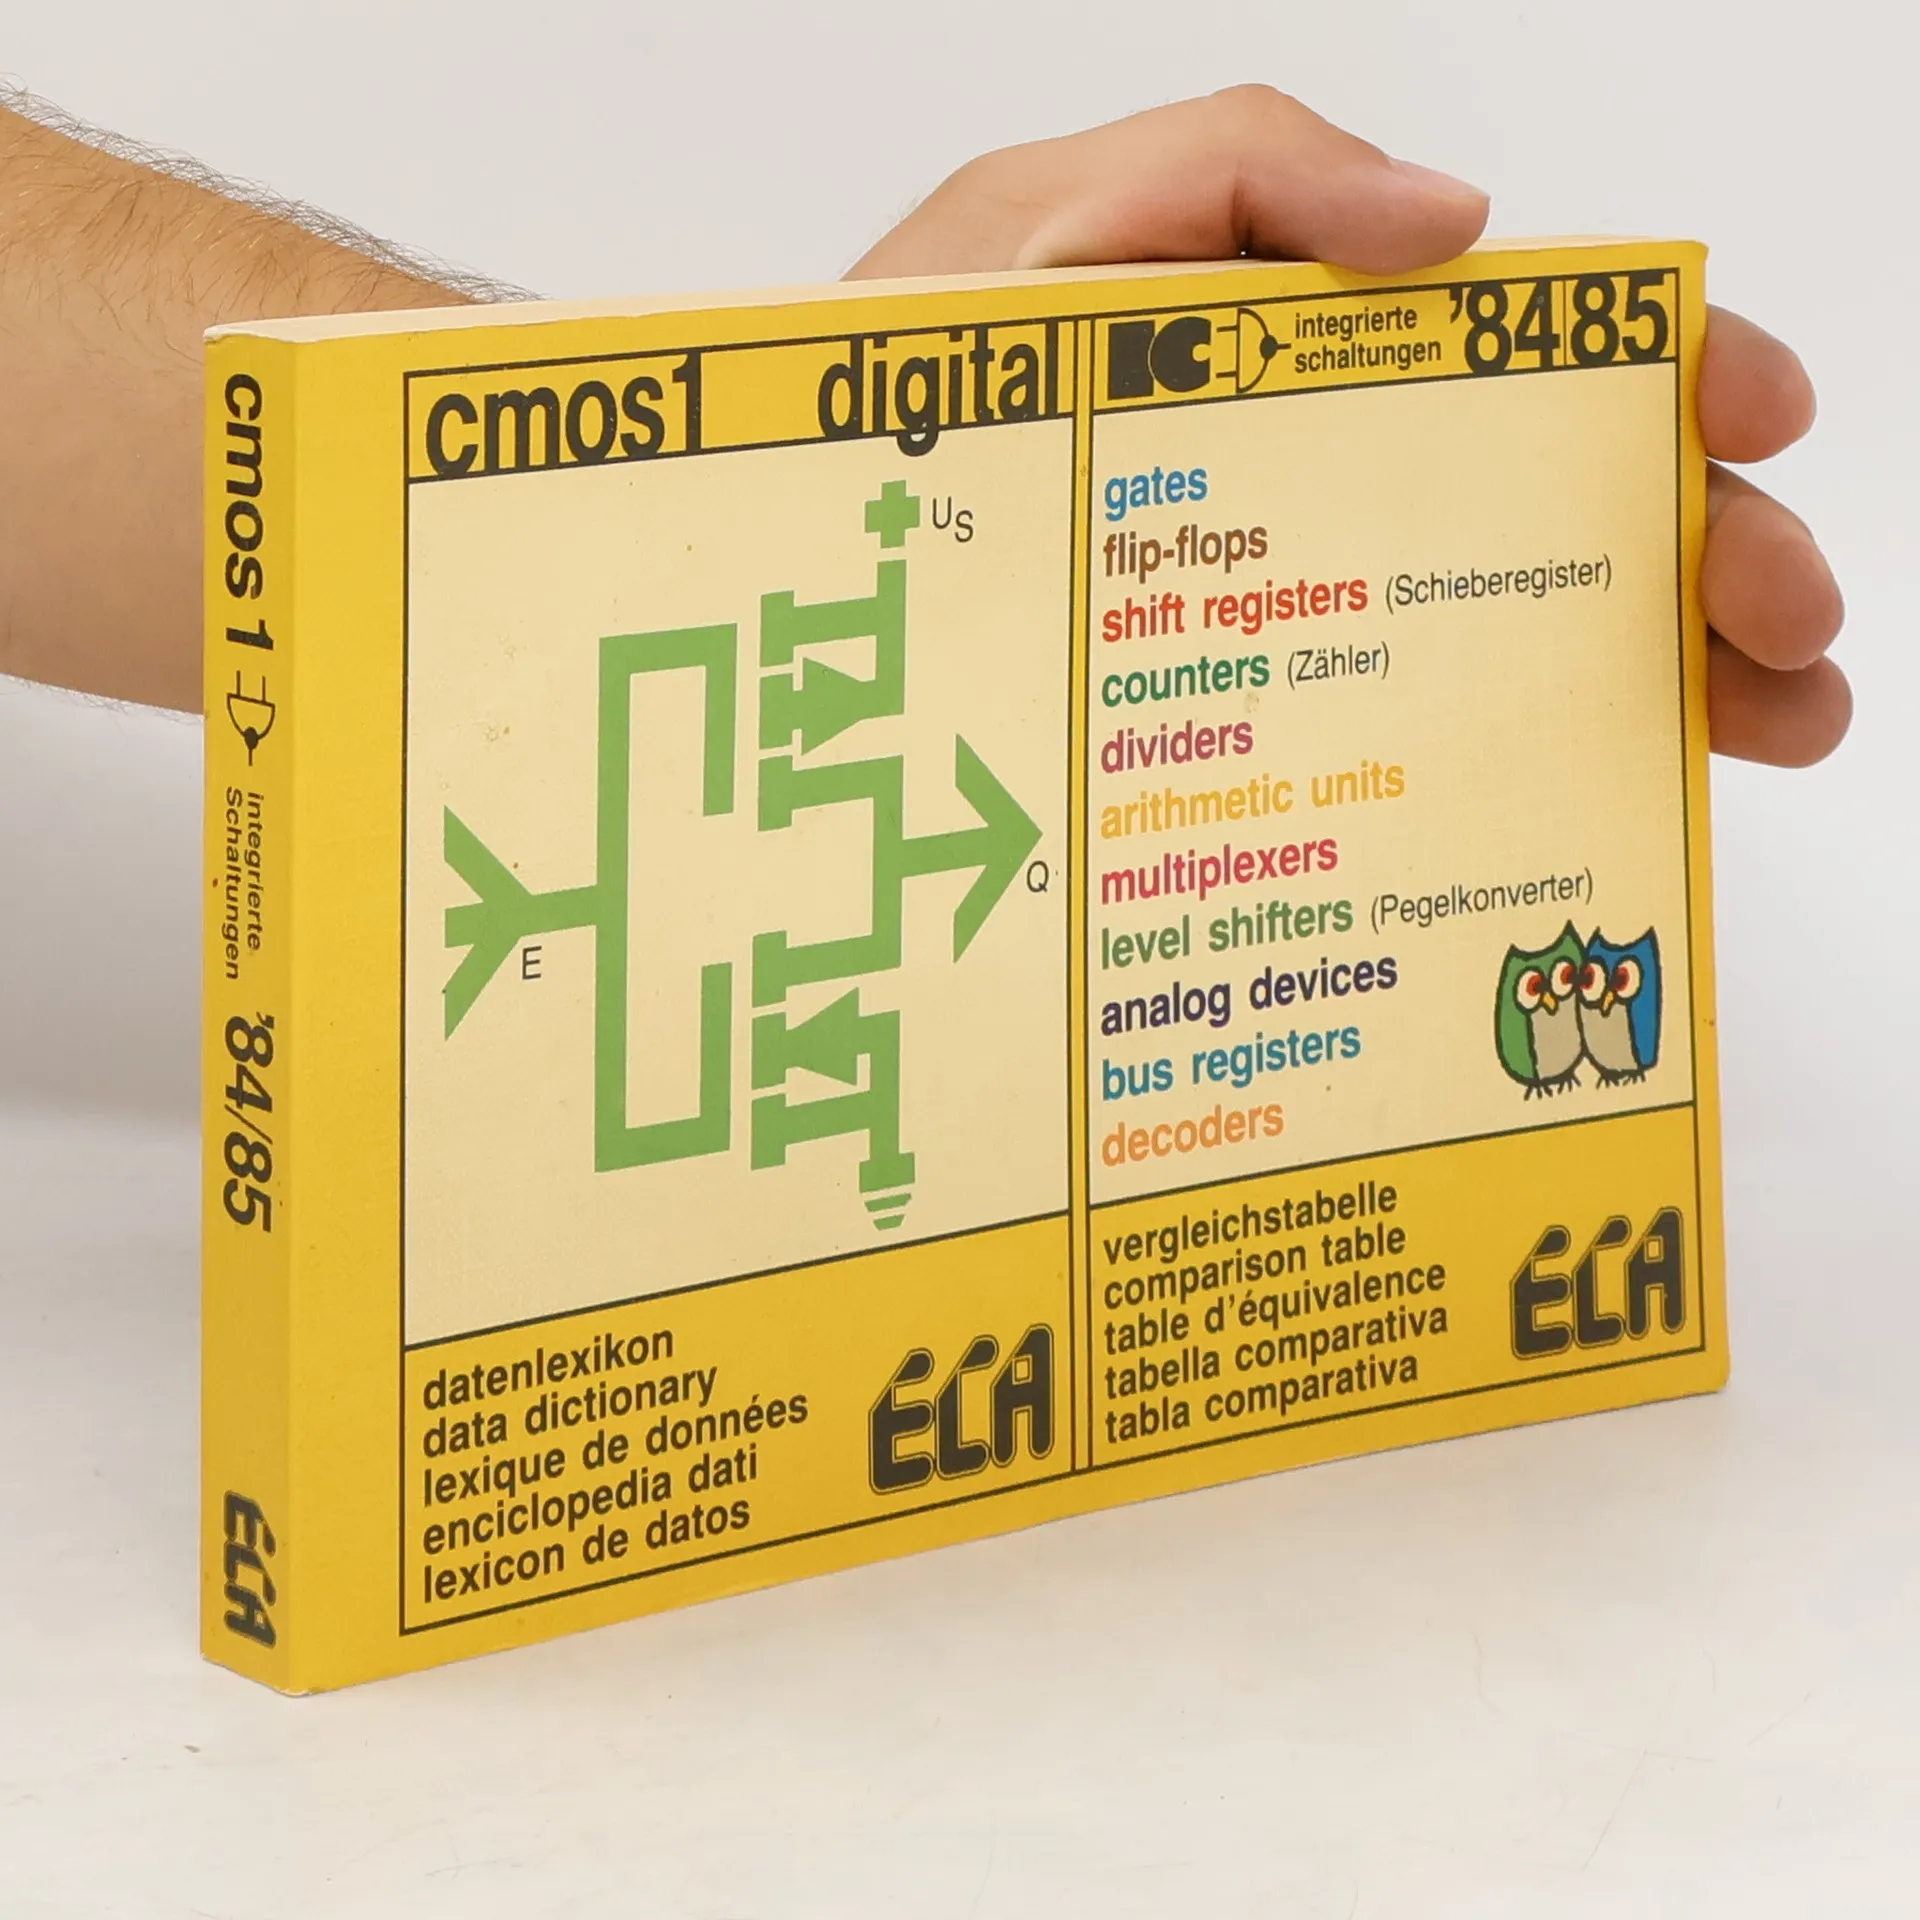 cmos 1
integrierte
Schaltungen
'84/85
ECA
cmos1 digital
US
E
Q
datenlexikon
data dictionary
lexique de données
enciclopedia dati
lexicon de datos
ECA
IC
integrierte
schaltungen
'84|85
gates
flip-flops
shift registers (Schieberegister)
counters (Zähler)
dividers
arithmetic units
multiplexers
level shifters (Pegelkonverter)
analog devices
bus registers
decoders
vergleichstabelle
comparison table
table d'équivalence
tabella comparativa
tabla comparativa
ECA